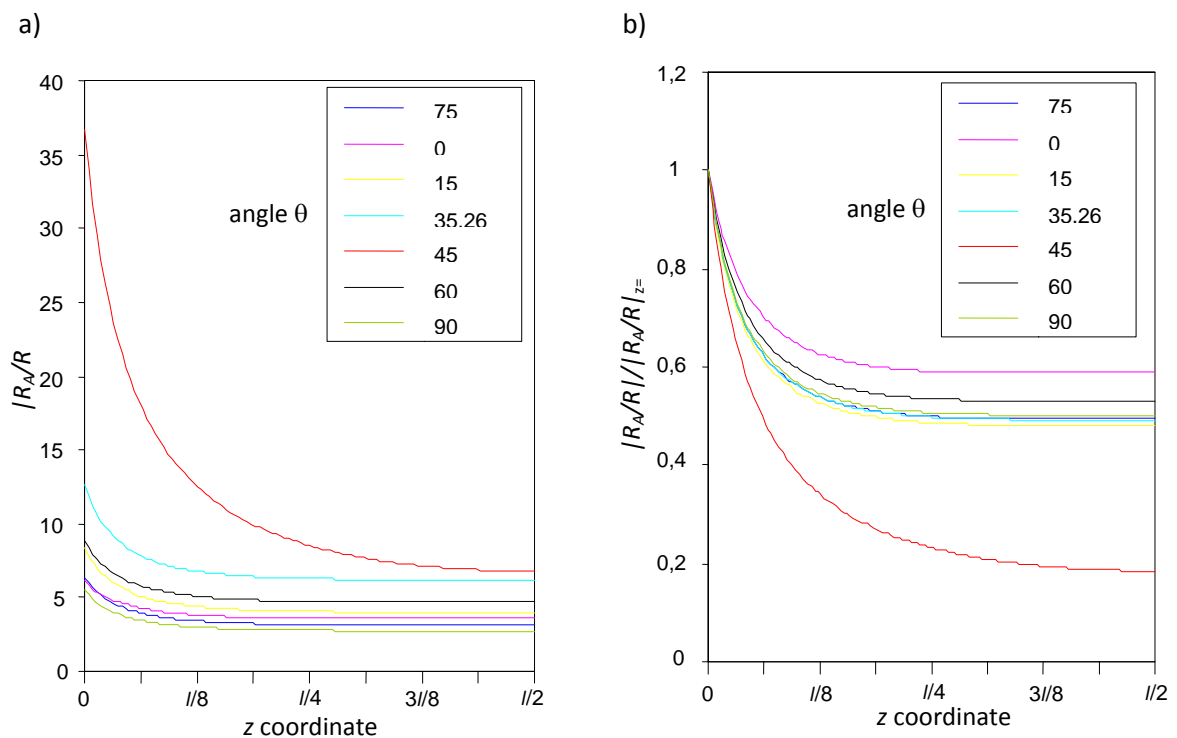 a)
|R_A/R
40
35
30
25
20
15
10
5
0
75
0
15
35,26
45
60
90
angle θ
0
l/8
l/4
3l/8
l/2
z coordinate
b)
|R_A/R|/|R_A/R|z=
1,2
1
0,8
0,6
0,4
0,2
0
75
0
15
35,26
45
60
90
angle θ
0
l/8
l/4
3l/8
l/2
z coordinate